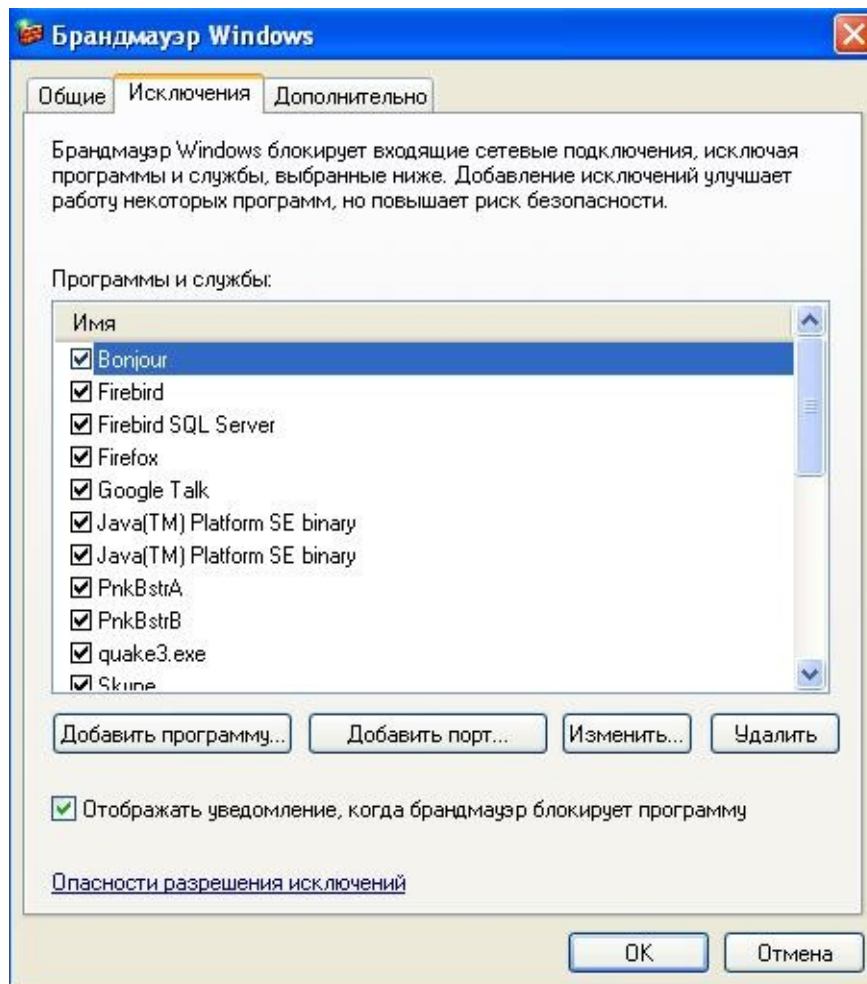 Брандмауэр Windows
Общие Исключения Дополнительно
Брандмауэр Windows блокирует входящие сетевые подключения, исключая
программы и службы, выбранные ниже. Добавление исключений улучшает
работу некоторых программ, но повышает риск безопасности.
Программы и службы:
Имя
Bonjour
Firebird
Firebird SQL Server
Firefox
Google Talk
Java(TM) Platform SE binary
Java(TM) Platform SE binary
PnkBstrA
PnkBstrB
quake3.exe
Skype
Добавить программу... Добавить порт... Изменить... Удалить
Отображать уведомление, когда брандмауэр блокирует программу
Опасности разрешения исключений
OK Отмена